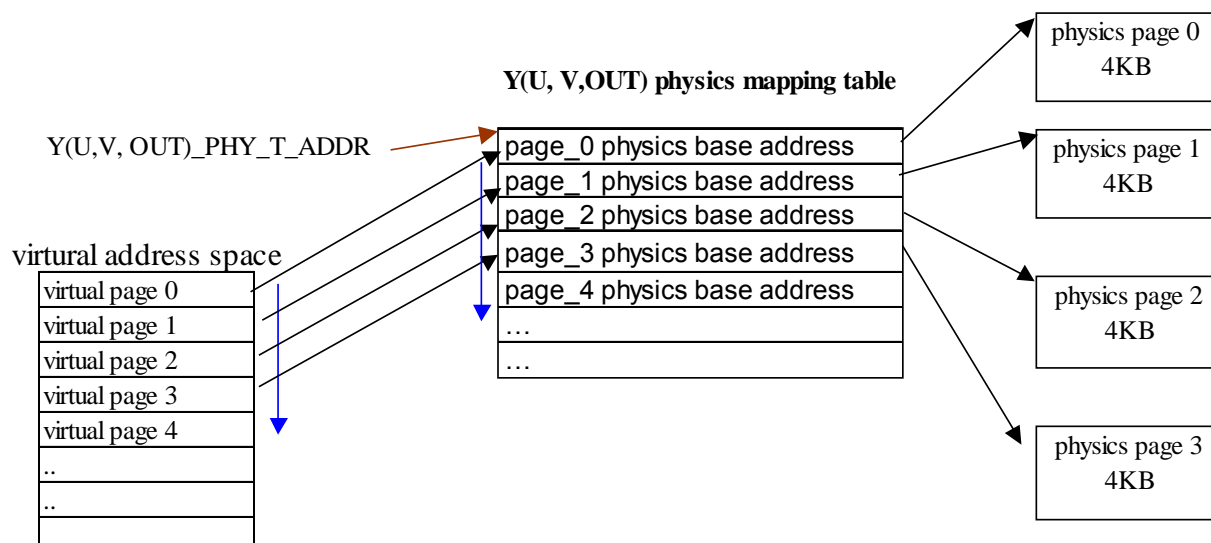 physics page 0
4KB
Y(U, V,OUT) physics mapping table
Y(U,V, OUT)_PHY_T_ADDR
page_0 physics base address
page_1 physics base address
page_2 physics base address
page_3 physics base address
page_4 physics base address
…
…
physics page 1
4KB
virtural address space
virtual page 0
virtual page 1
virtual page 2
virtual page 3
virtual page 4
..
..
physics page 2
4KB
physics page 3
4KB